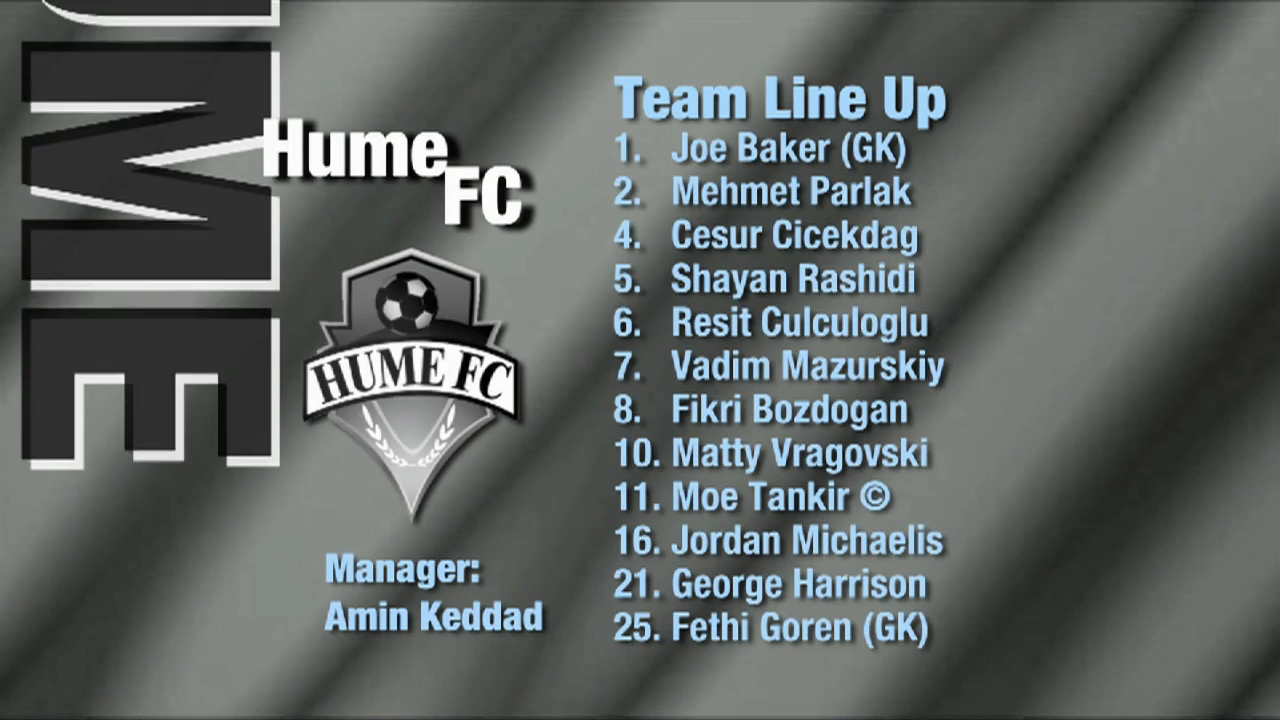 UME
Hume
FC
HUME FC
Manager:
Amin Keddad
Team Line Up
1. Joe Baker (GK)
2. Mehmet Parlak
4. Cesur Cicekdag
5. Shayan Rashidi
6. Resit Culculoglu
7. Vadim Mazurskiy
8. Fikri Bozdogan
10. Matty Vragovski
11. Moe Tankir ©
16. Jordan Michaelis
21. George Harrison
25. Fethi Goren (GK)